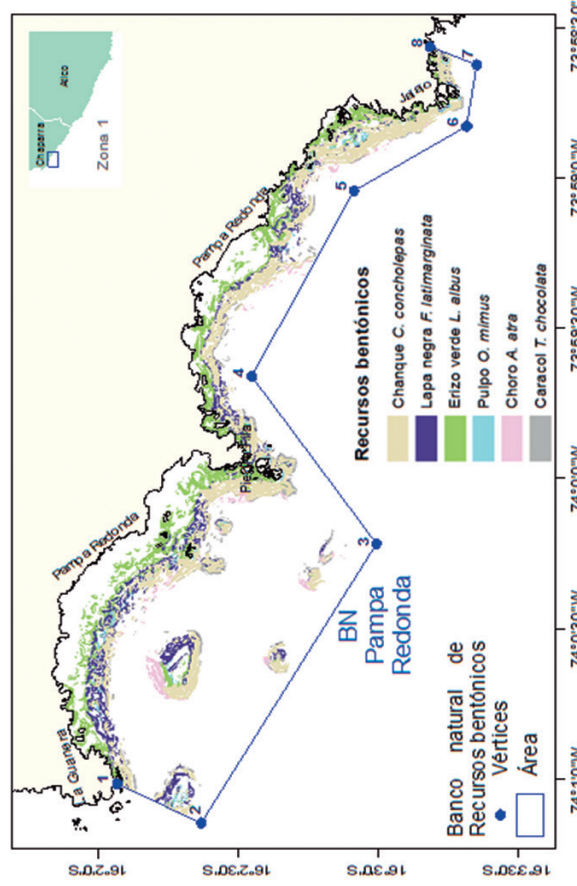 Chaparra
Atico
Zona 1
a Guanera
Pampa Redonda
Pampa Redonda
1
2
3
4
5
6
7
8
BN
Pampa
Redonda
Banco natural de
Recursos bentónicos
Vértices
Área
Recursos bentónicos
Chanque C. concholepas
Lapa negra F. latimarginata
Erizo verde L. albus
Pulpo O. mimus
Choro A. atra
Caracol T. chocolata
16°2'0"S
16°2'30"S
16°3'0"S
16°3'30"S
74°1'0"W
74°0'30"W
74°0'0"W
73°59'30"W
73°59'0"W
73°58'30"